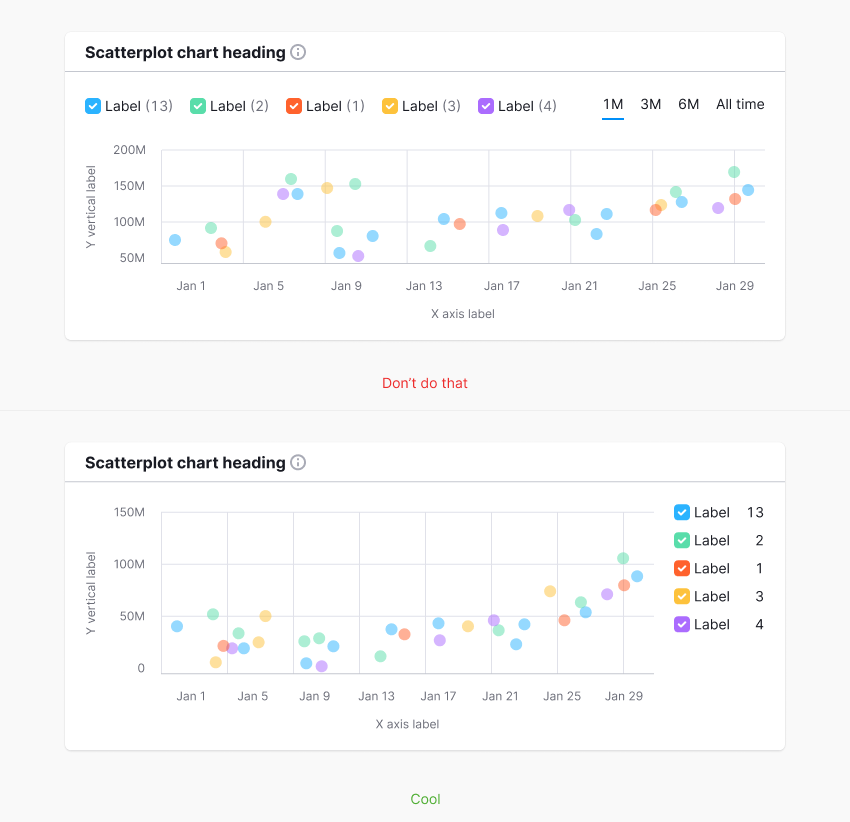 Scatterplot chart heading
Label (13) Label (2) Label (1) Label (3) Label (4) 1M 3M 6M All time
200M
150M
100M
50M
Y vertical label
Jan 1 Jan 5 Jan 9 Jan 13 Jan 17 Jan 21 Jan 25 Jan 29
X axis label
Don’t do that
Scatterplot chart heading
150M
100M
50M
0
Y vertical label
Jan 1 Jan 5 Jan 9 Jan 13 Jan 17 Jan 21 Jan 25 Jan 29
X axis label
Label 13
Label 2
Label 1
Label 3
Label 4
Cool